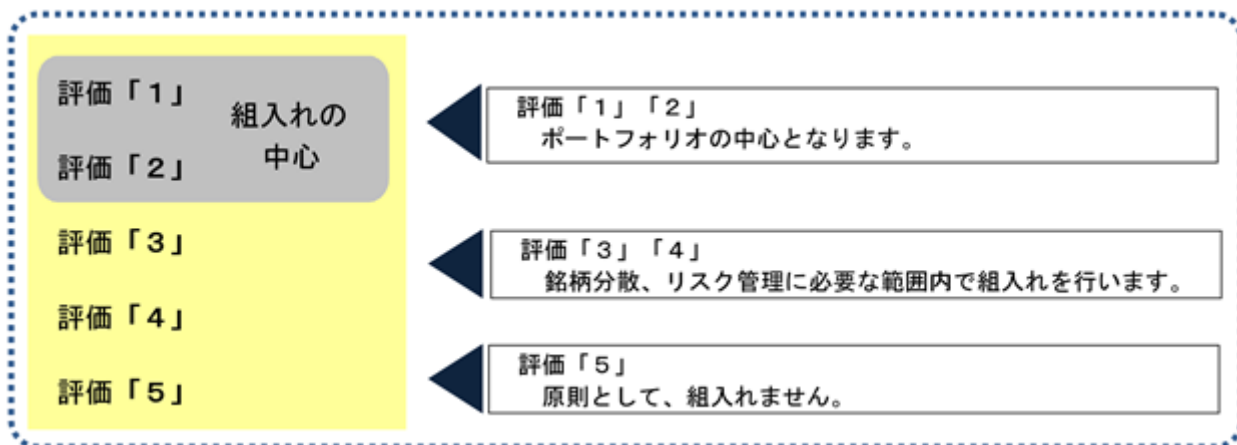 評価「１」
評価「２」
組入れの
中心
評価「３」
評価「４」
評価「５」
評価「１」「２」
ポートフォリオの中心となります。
評価「３」「４」
銘柄分散、リスク管理に必要な範囲内で組入れを行います。
評価「５」
原則として、組入れません。